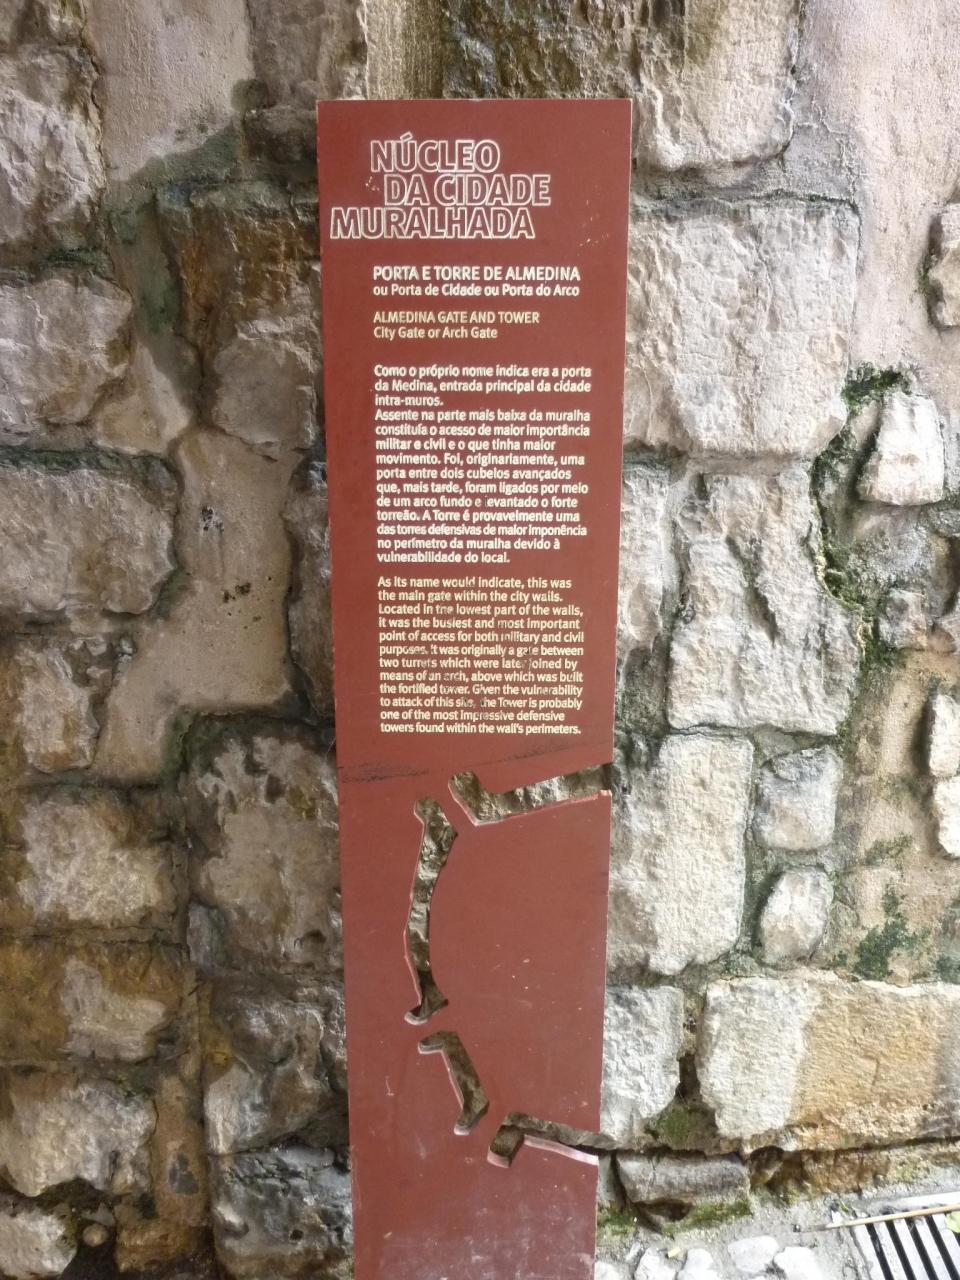 NÚCLEO
DA CIDADE
MURALHADA
PORTA E TORRE DE ALMEDINA
ou Porta de Cidade ou Porta do Arco
ALMEDINA GATE AND TOWER
City Gate or Arch Gate
Como o próprio nome indica era a porta
da Medina, entrada principal da cidade
intra-muros.
Assente na parte mais baixa da muralha
constituía o acesso de maior importância
militar e civil e o que tinha maior
movimento. Foi, originariamente, uma
porta entre dois cubelos avançados
que, mais tarde, foram ligados por meio
de um arco fundo e levantado o forte
torreão. A Torre é provavelmente uma
das torres defensivas de maior imponência
no perímetro da muralha devido à
vulnerabilidade do local.
As its name would indicate, this was
the main gate within the city walls.
Located in the lowest part of the walls,
it was the busiest and most important
point of access for both military and civil
purposes. It was originally a gate between
two turrets which were later joined by
means of an arch, above which was built
the fortified tower. Given the vulnerability
to attack of this site, the Tower is probably
one of the most impressive defensive
towers found within the wall's perimeters.